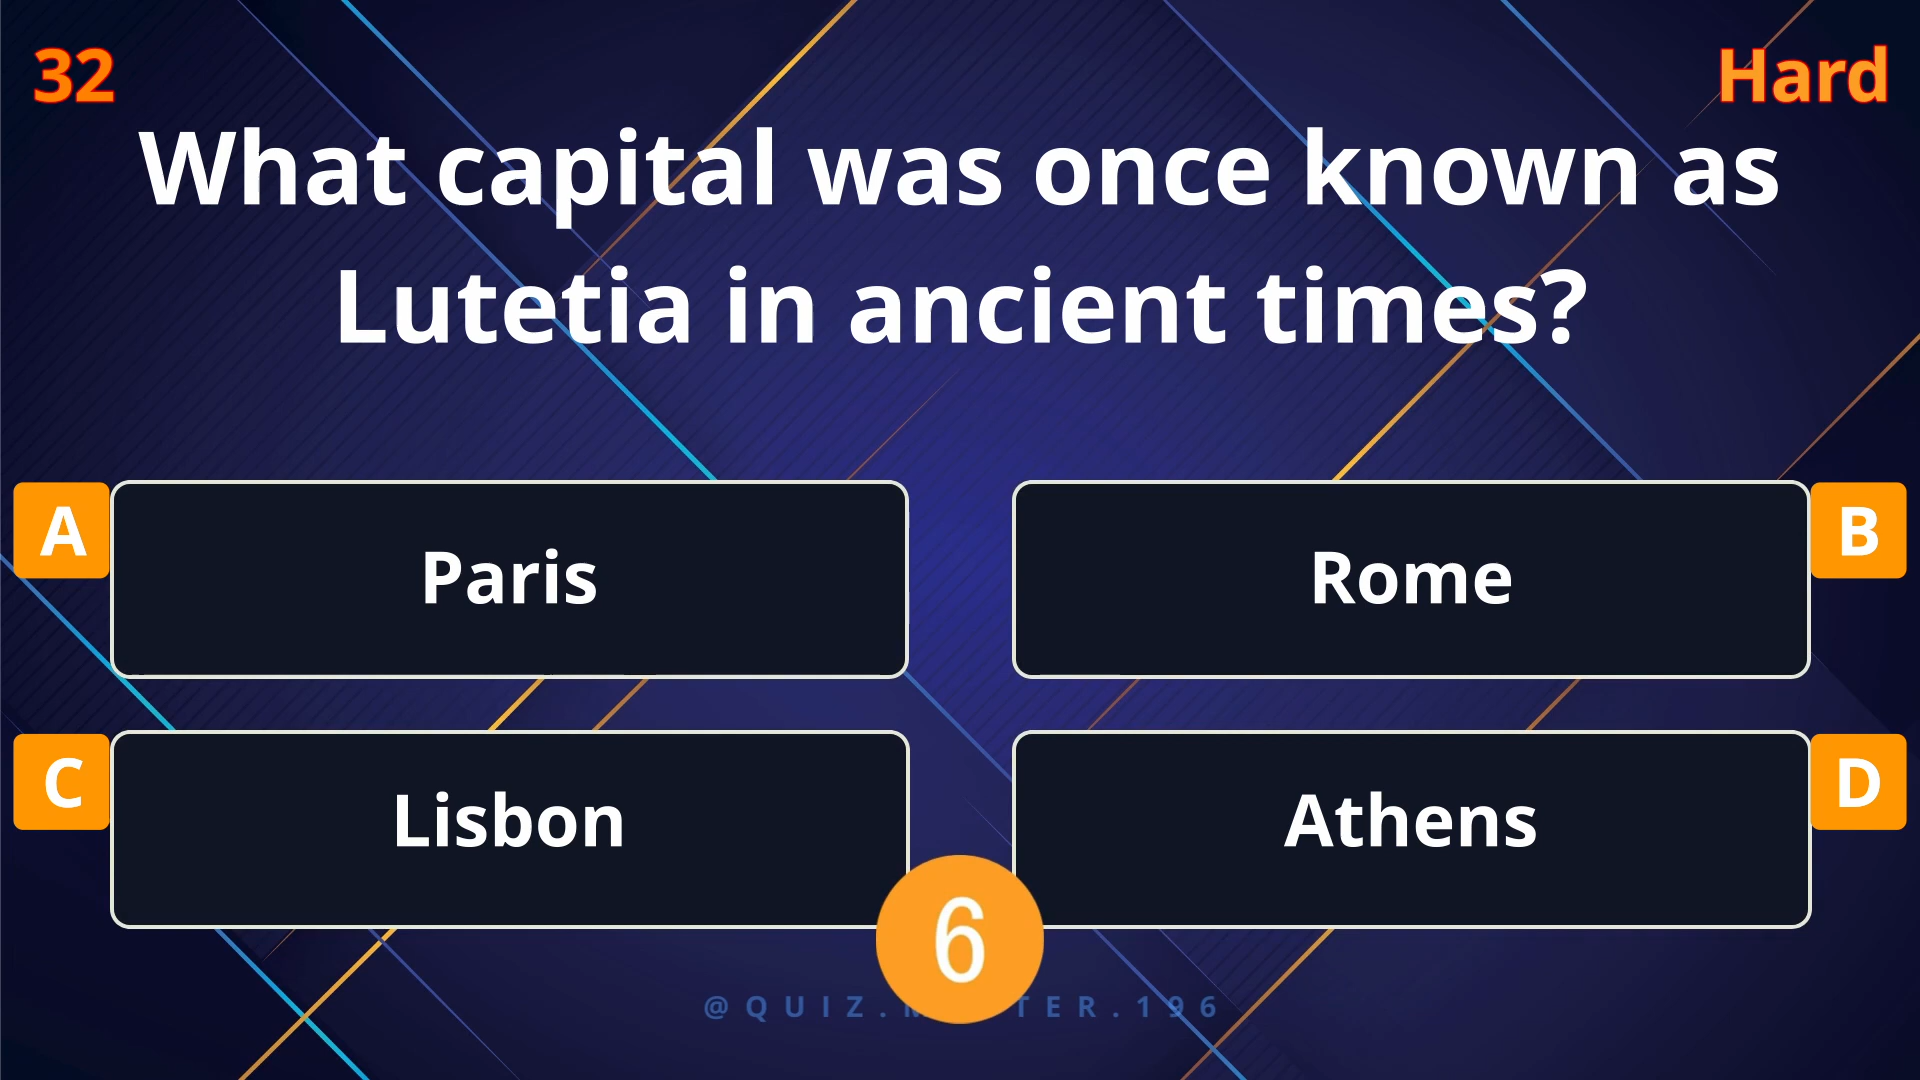 32
Hard
What capital was once known as
Lutetia in ancient times?
A
Paris
Rome
B
C
Lisbon
Athens
D
6